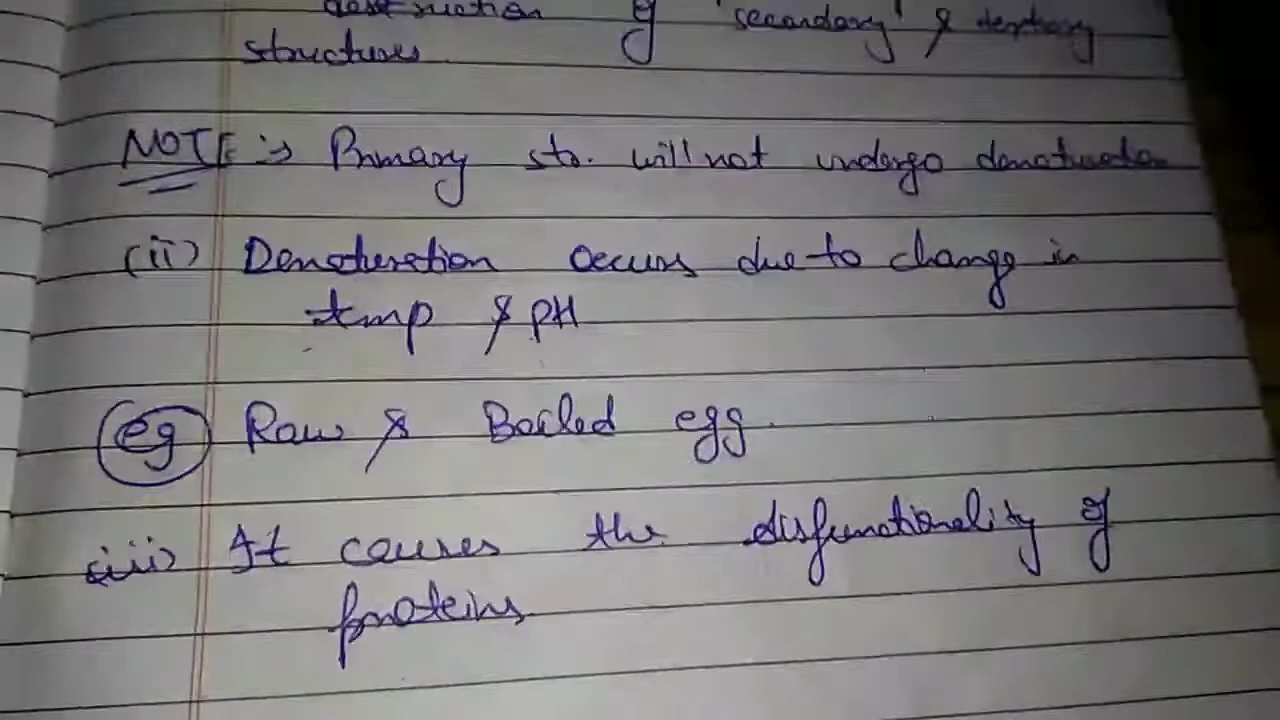 destruction of 'secondary' & tertiary
structures
NOTE :→ Primary str. will not undergo denaturation
(ii) Denaturation occurs due to change in
temp & PH
eg Raw & Boiled egg.
(iii) It causes the disfunctionality of
proteins